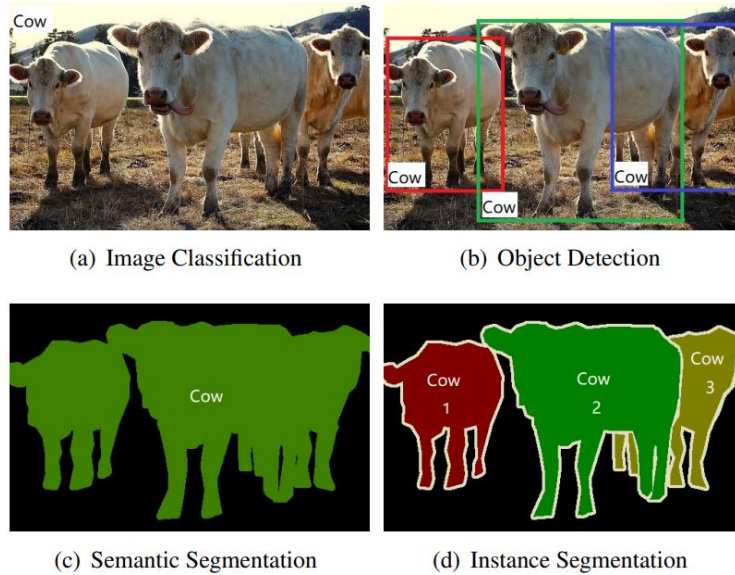 Cow
Cow
Cow
Cow
(a) Image Classification
(b) Object Detection
Cow
Cow
1
Cow
2
Cow
3
(c) Semantic Segmentation
(d) Instance Segmentation